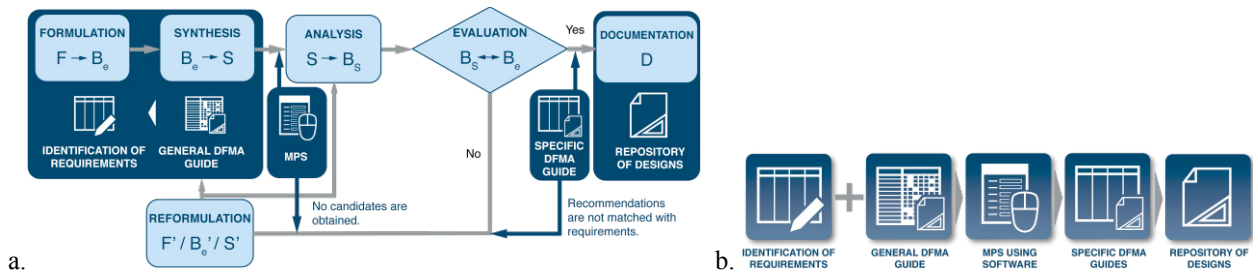 FORMULATION
F → Be
SYNTHESIS
Be → S
ANALYSIS
S → BS
EVALUATION
BS ↔ Be
Yes
DOCUMENTATION
D
IDENTIFICATION OF
REQUIREMENTS
GENERAL DFMA
GUIDE
MPS
No
SPECIFIC
DFMA
GUIDE
REPOSITORY
OF DESIGNS
REFORMULATION
F' / Be' / S'
No candidates are
obtained.
Recommendations
are not matched with
requirements.
a.
b.
IDENTIFICATION OF
REQUIREMENTS
GENERAL DFMA
GUIDE
MPS USING
SOFTWARE
SPECIFIC DFMA
GUIDES
REPOSITORY OF
DESIGNS